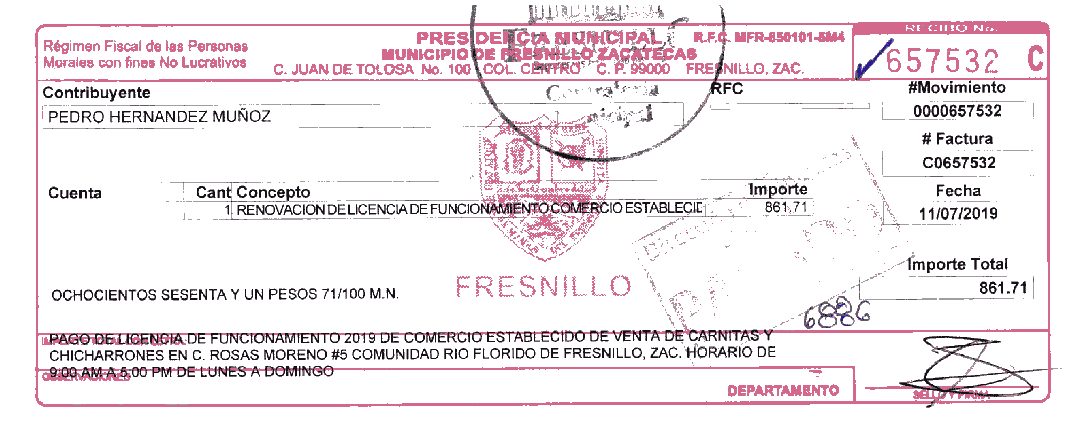 Régimen Fiscal de las Personas
Morales con fines No Lucrativos
PRESIDENCIA MUNICIPAL R.F.C. MFR-850101-5M4
MUNICIPIO DE FRESNILLO ZACATECAS
C. JUAN DE TOLOSA No. 100 COL. CENTRO C. P. 99000 FRESNILLO, ZAC.
RECIBO No.
657532 C
Contribuyente
RFC
#Movimiento
PEDRO HERNANDEZ MUÑOZ
0000657532
Contraloría
Municipal
# Factura
C0657532
Cuenta Cant Concepto Importe
Fecha
1 RENOVACION DE LICENCIA DE FUNCIONAMIENTO COMERCIO ESTABLECID 861.71
11/07/2019
Importe Total
861.71
FRESNILLO
OCHOCIENTOS SESENTA Y UN PESOS 71/100 M.N.
6886
PAGO DE LICENCIA DE FUNCIONAMIENTO 2019 DE COMERCIO ESTABLECIDO DE VENTA DE CARNITAS Y
CHICHARRONES EN C. ROSAS MORENO #5 COMUNIDAD RIO FLORIDO DE FRESNILLO, ZAC. HORARIO DE
9:00 AM A 5:00 PM DE LUNES A DOMINGO
OBSERVACIONES
DEPARTAMENTO
SELLO Y FIRMA